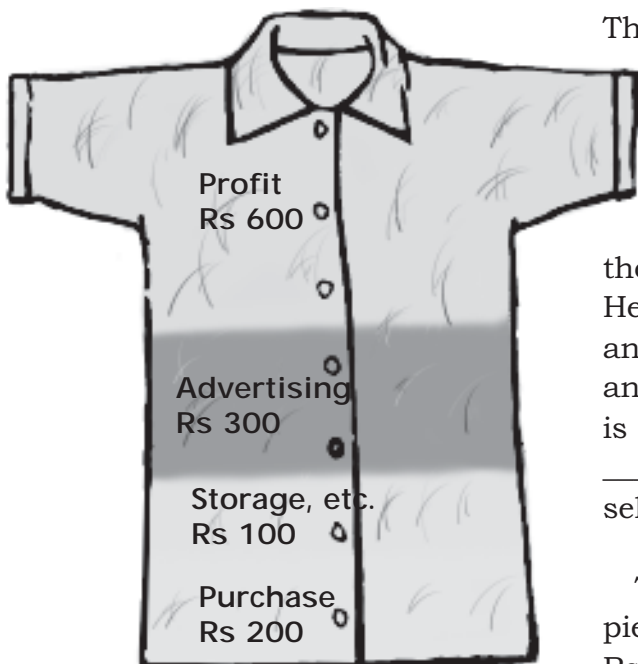 Th
Profit
Rs 600
the
He
an
Advertising
an
Rs 300
is
Storage, etc.
sel
Rs 100
Purchase
pie
Rs 200